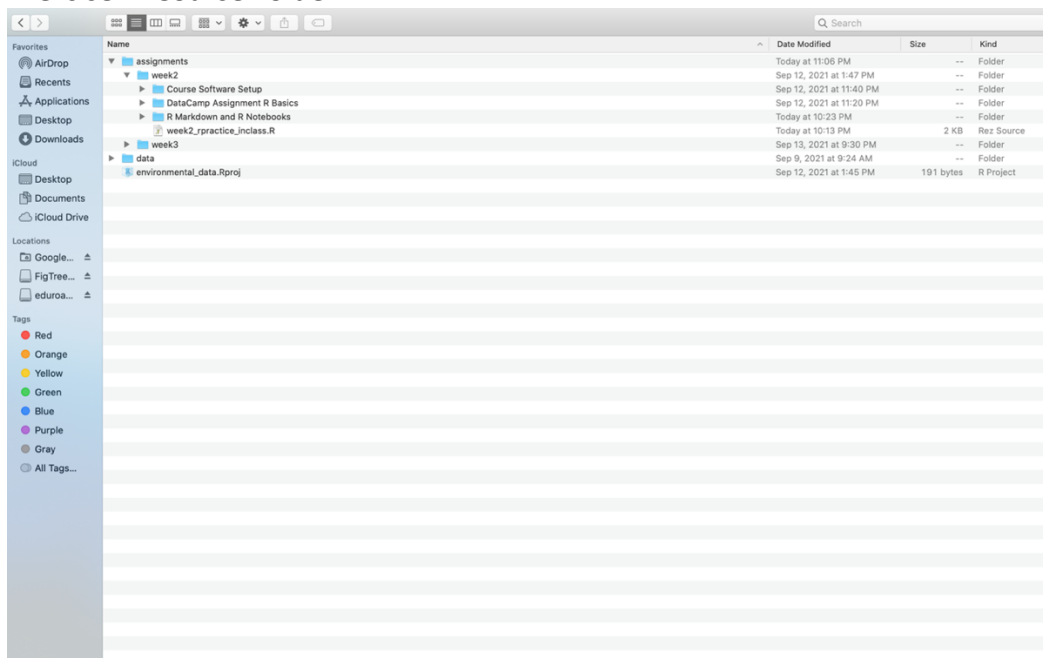 Search
Favorites
AirDrop
Recents
Applications
Desktop
Downloads
iCloud
Desktop
Documents
iCloud Drive
Locations
Google...
FigTree...
eduroa...
Tags
Red
Orange
Yellow
Green
Blue
Purple
Gray
All Tags...
Name Date Modified Size Kind
assignments Today at 11:06 PM -- Folder
week2 Sep 12, 2021 at 1:47 PM -- Folder
Course Software Setup Sep 12, 2021 at 11:40 PM -- Folder
DataCamp Assignment R Basics Sep 12, 2021 at 11:20 PM -- Folder
R Markdown and R Notebooks Today at 10:23 PM -- Folder
week2_rpractice_inclass.R Today at 10:13 PM 2 KB Rez Source
week3 Sep 13, 2021 at 9:30 PM -- Folder
data Sep 9, 2021 at 9:24 AM -- Folder
environmental_data.Rproj Sep 12, 2021 at 1:45 PM 191 bytes R Project